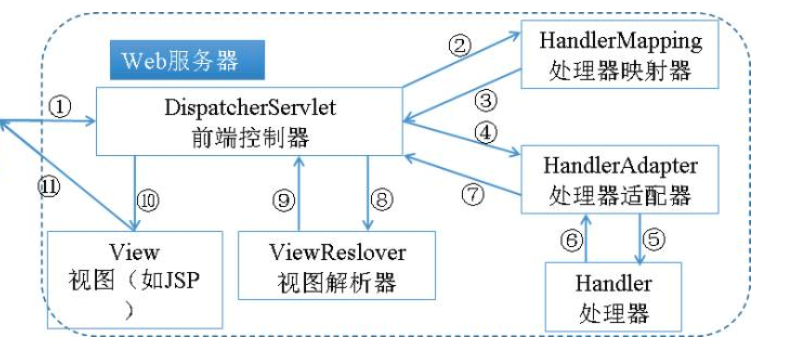 Web服务器
②
HandlerMapping
处理器映射器
①
DispatcherServlet
前端控制器
③
④
HandlerAdapter
处理器适配器
⑪
⑩
⑨
⑧
⑦
View
视图（如JSP
）
ViewReslover
视图解析器
⑥
⑤
Handler
处理器